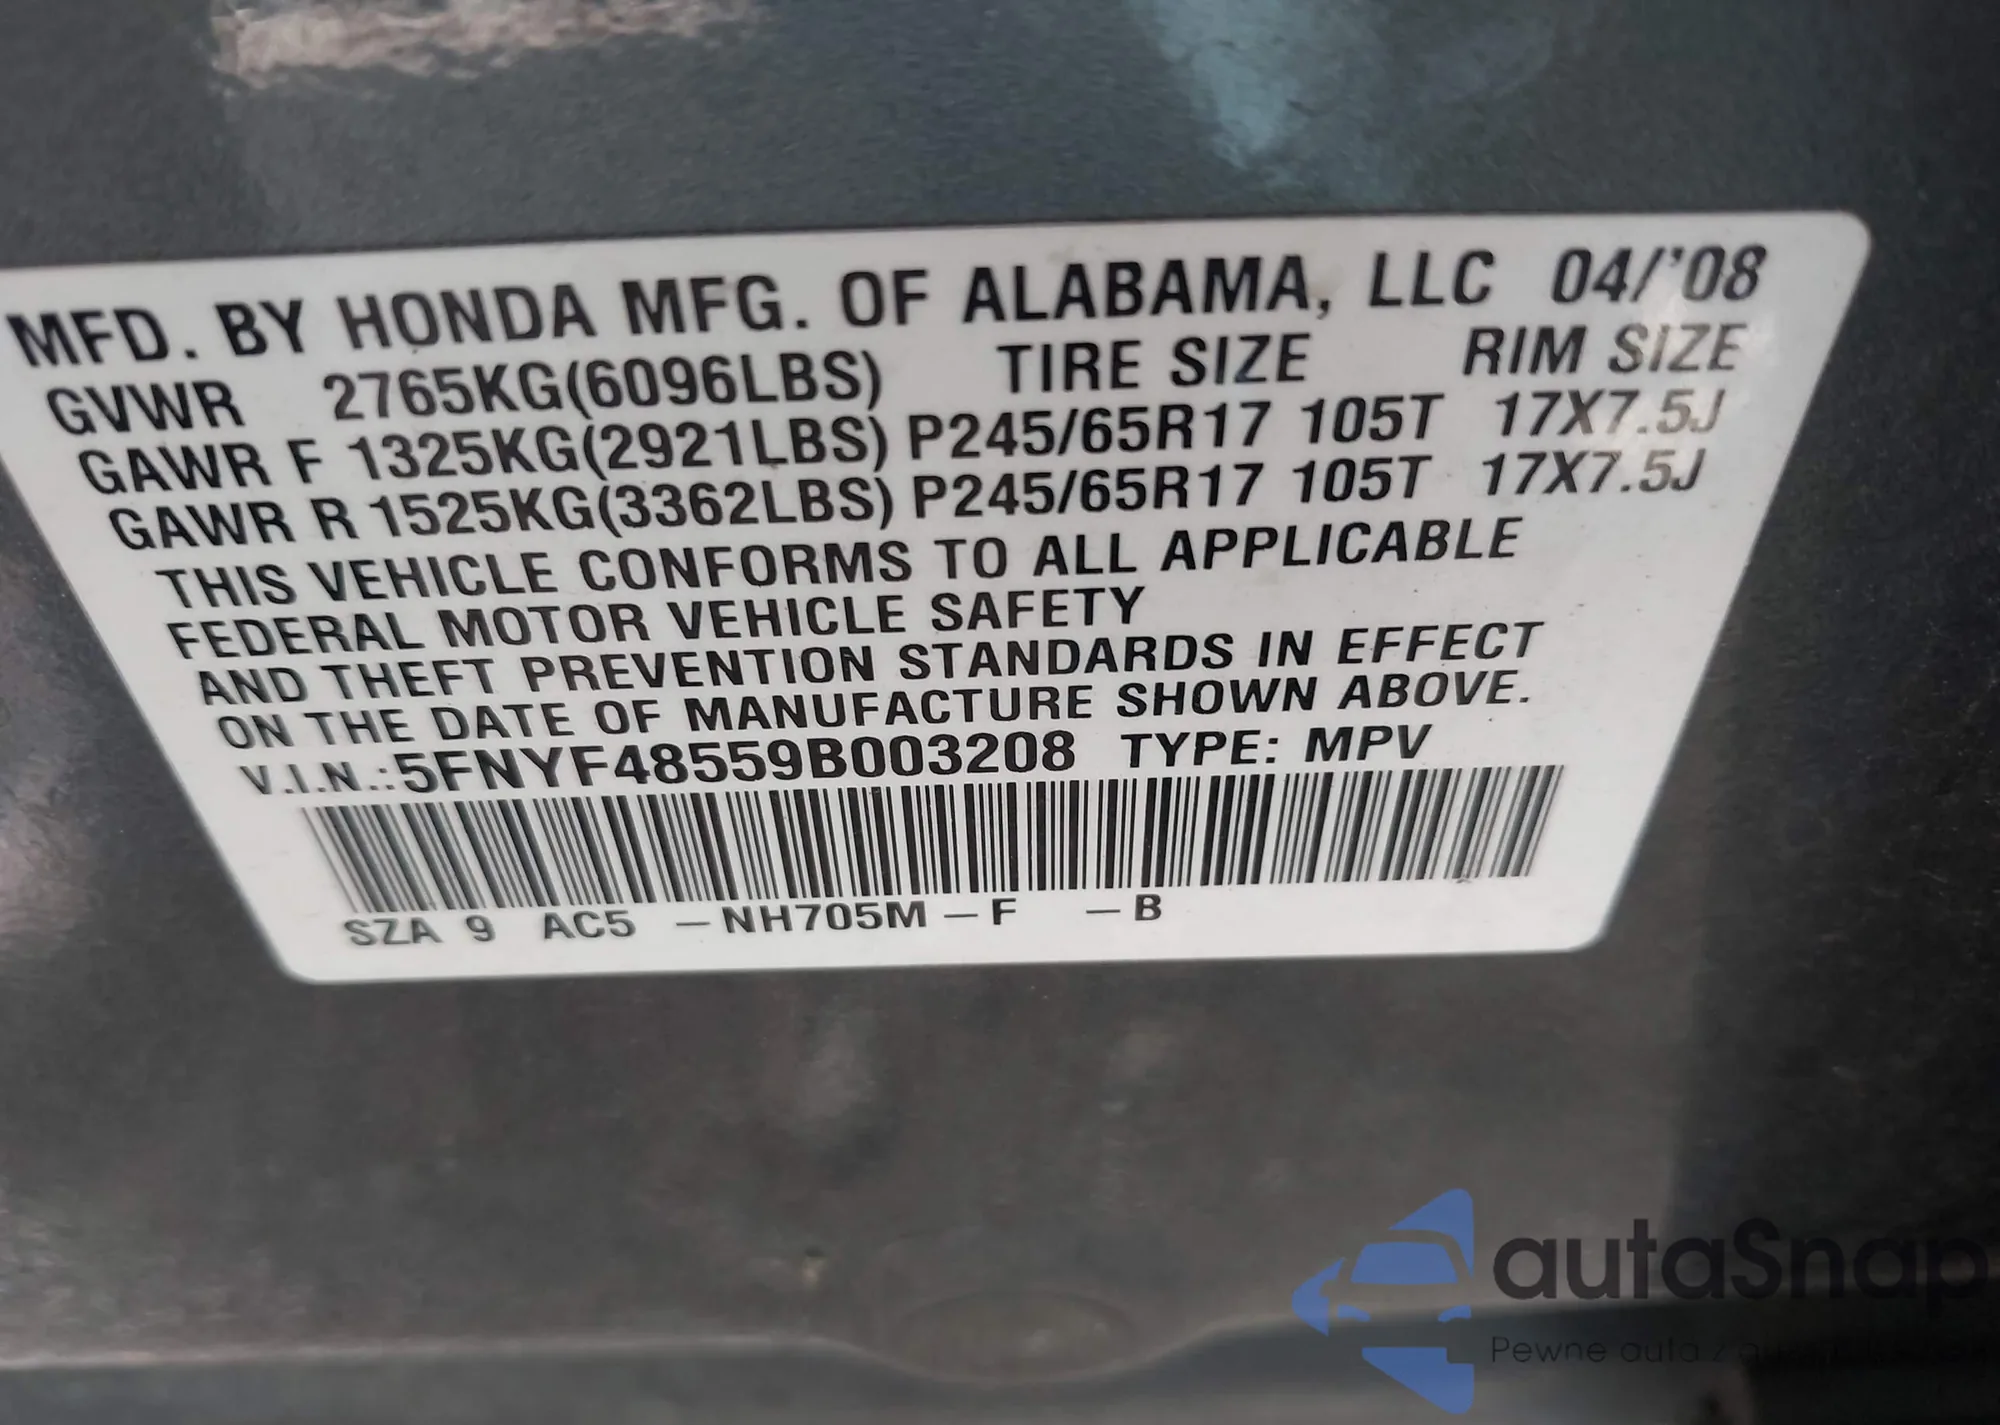 MFD. BY HONDA MFG. OF ALABAMA, LLC 04/'08
GVWR 2765KG(6096LBS) TIRE SIZE RIM SIZE
GAWR F 1325KG(2921LBS) P245/65R17 105T 17X7.5J
GAWR R 1525KG(3362LBS) P245/65R17 105T 17X7.5J
THIS VEHICLE CONFORMS TO ALL APPLICABLE
FEDERAL MOTOR VEHICLE SAFETY
AND THEFT PREVENTION STANDARDS IN EFFECT
ON THE DATE OF MANUFACTURE SHOWN ABOVE.
V.I.N.:5FNYF48559B003208 TYPE: MPV
SZA 9 AC5 -NH705M-F -B
autaSnap
Pewne auta z